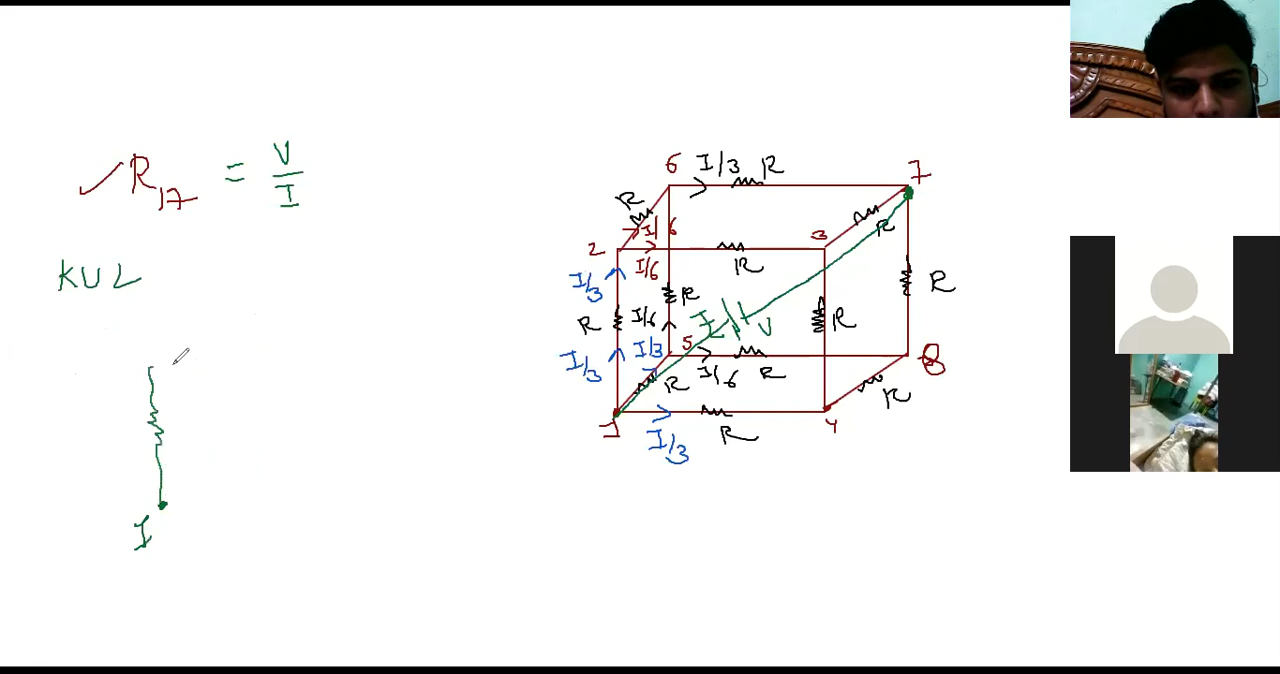 R17 = V/I
KVL
I
6 I/3 R 7
R I/6
2 I/6 R 3 R
I/3
R I/6 R I V R R
I/3 I/3 5 I/6 R 8
R R
1 I/3 R 4